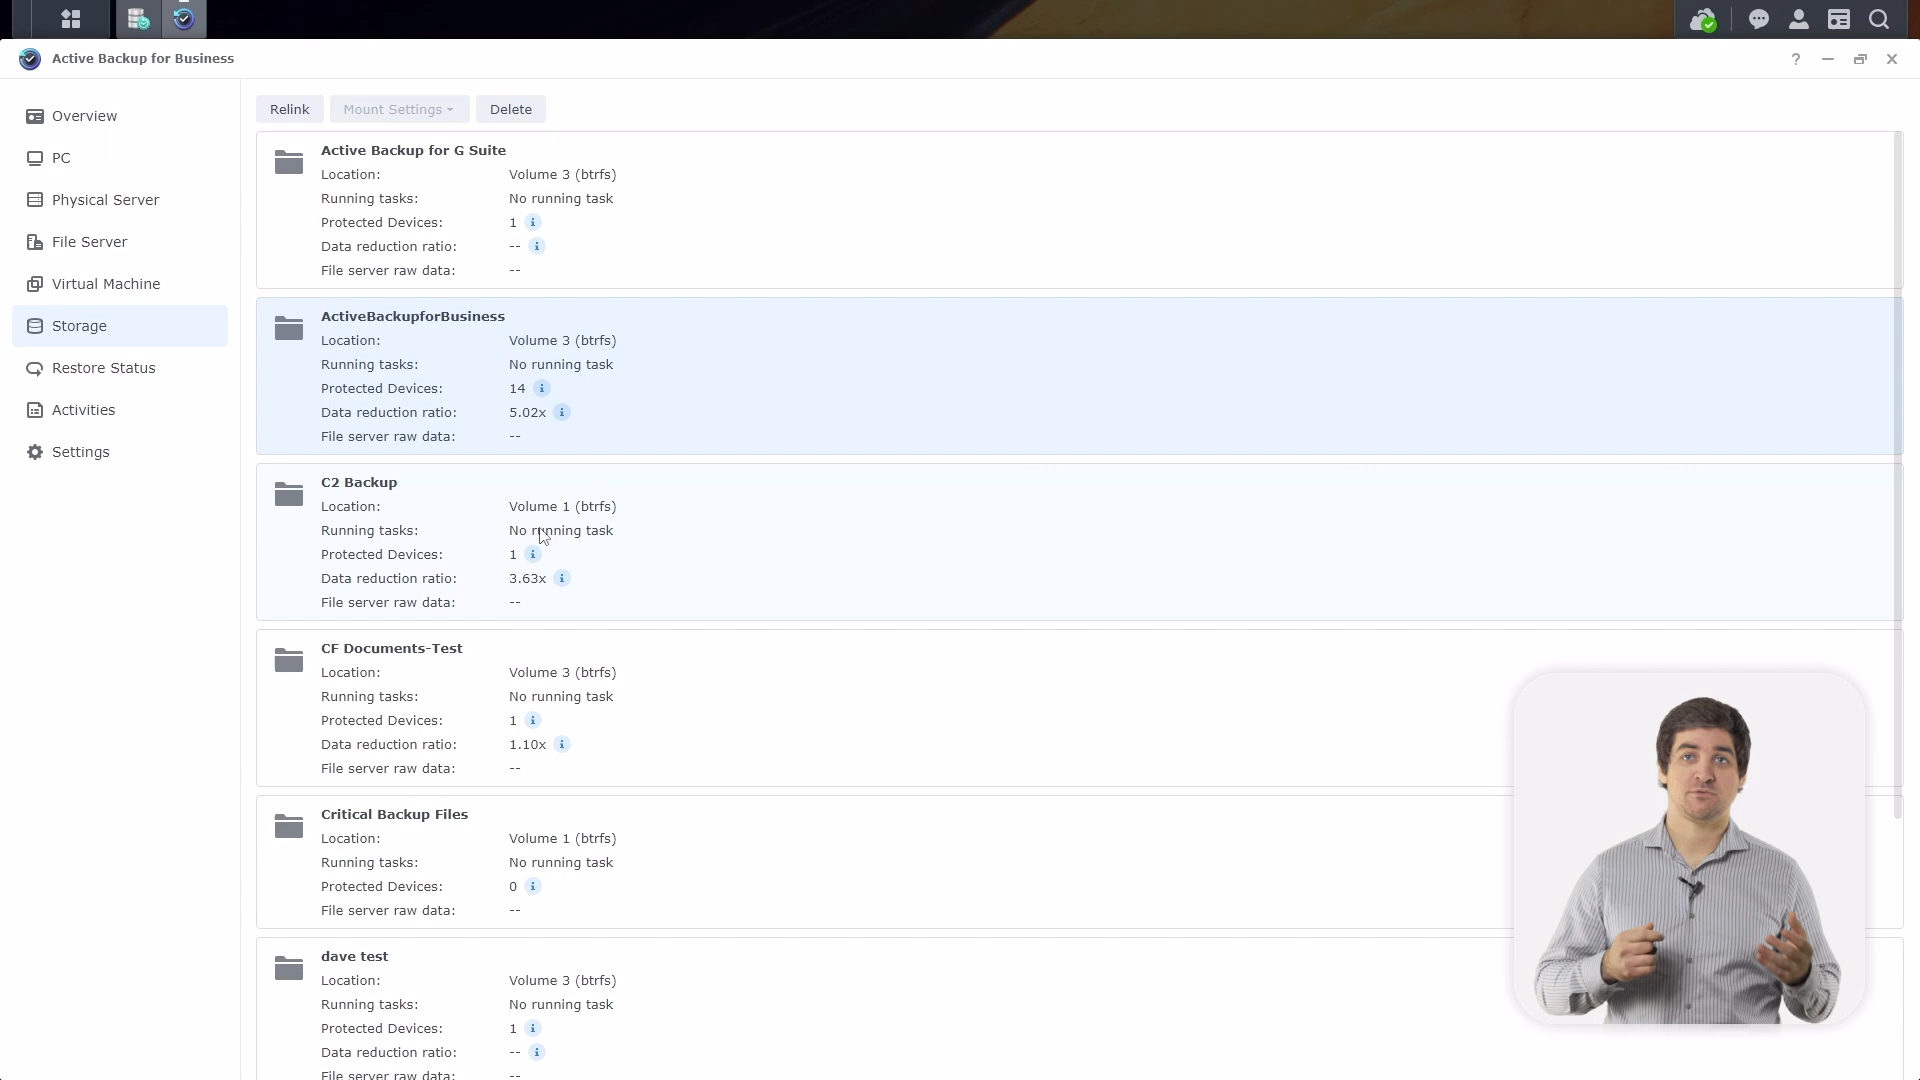 Active Backup for Business
Overview
PC
Physical Server
File Server
Virtual Machine
Storage
Restore Status
Activities
Settings
Relink
Mount Settings
Delete
Active Backup for G Suite
Location: Volume 3 (btrfs)
Running tasks: No running task
Protected Devices: 1
Data reduction ratio: --
File server raw data: --
ActiveBackupforBusiness
Location: Volume 3 (btrfs)
Running tasks: No running task
Protected Devices: 14
Data reduction ratio: 5.02x
File server raw data: --
C2 Backup
Location: Volume 1 (btrfs)
Running tasks: No running task
Protected Devices: 1
Data reduction ratio: 3.63x
File server raw data: --
CF Documents-Test
Location: Volume 3 (btrfs)
Running tasks: No running task
Protected Devices: 1
Data reduction ratio: 1.10x
File server raw data: --
Critical Backup Files
Location: Volume 1 (btrfs)
Running tasks: No running task
Protected Devices: 0
File server raw data: --
dave test
Location: Volume 3 (btrfs)
Running tasks: No running task
Protected Devices: 1
Data reduction ratio: --
File server raw data: --